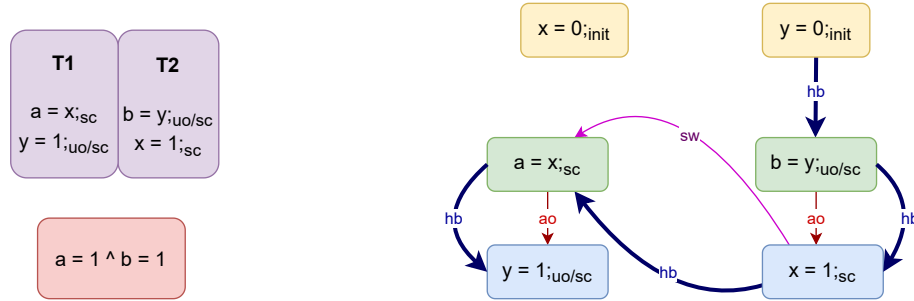 T1
a = x;sc
y = 1;uo/sc
T2
b = y;uo/sc
x = 1;sc
a = 1 ^ b = 1
x = 0;init
y = 0;init
hb
sw
a = x;sc
b = y;uo/sc
hb
ao
ao
hb
y = 1;uo/sc
hb
x = 1;sc